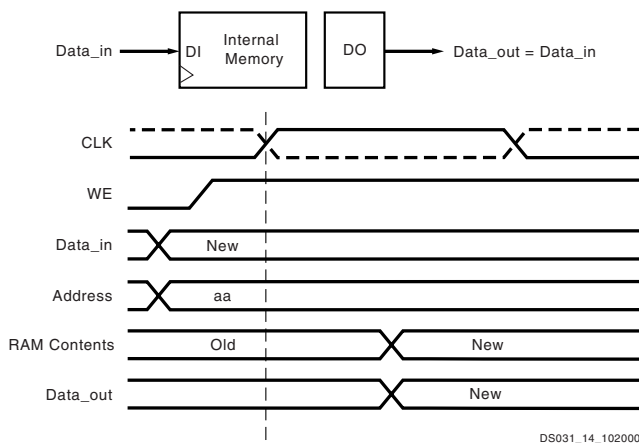 Data_in DI Internal Memory DO Data_out = Data_in
CLK
WE
Data_in New
Address aa
RAM Contents Old New
Data_out New
DS031_14_102000